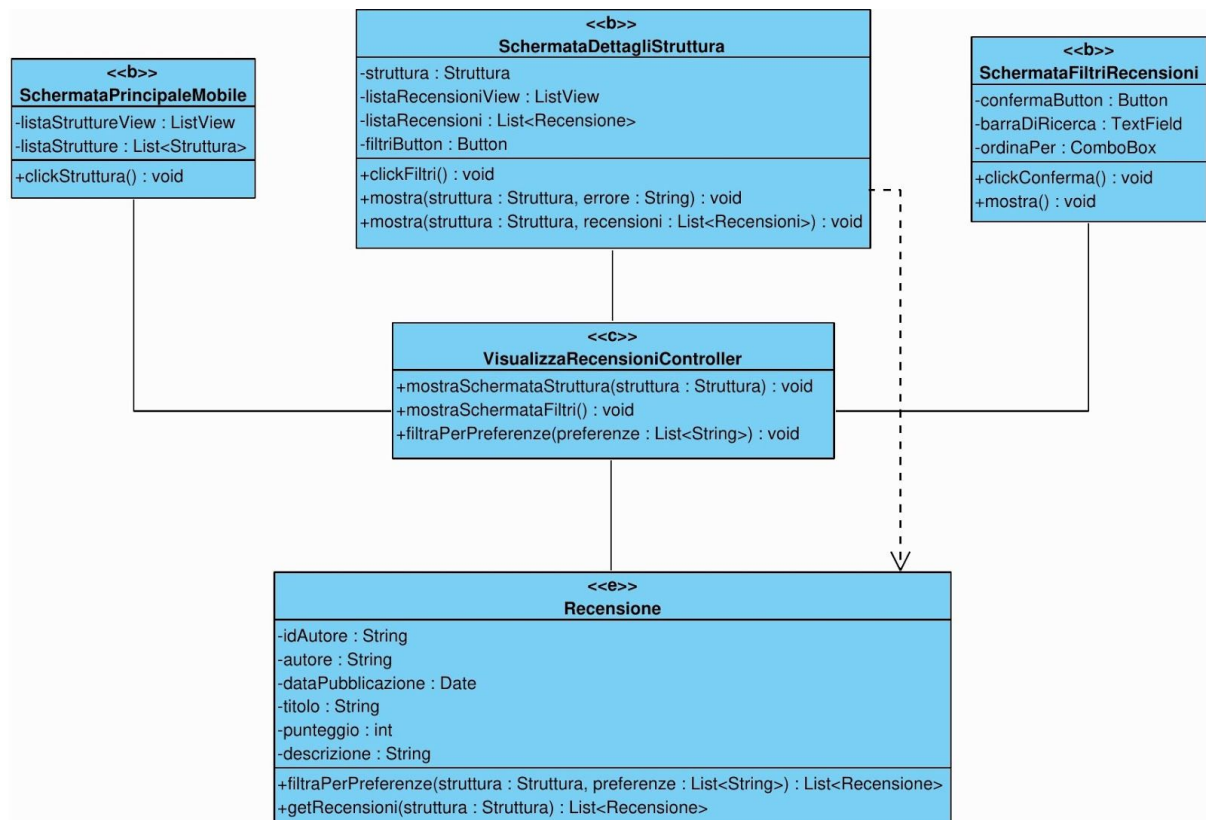 <<b>>
SchermataPrincipaleMobile
-listaStruttureView : ListView
-listaStrutture : List<Struttura>
+clickStruttura() : void
<<b>>
SchermataDettagliStruttura
-struttura : Struttura
-listaRecensioniView : ListView
-listaRecensioni : List<Recensione>
-filtriButton : Button
+clickFiltri() : void
+mostra(struttura : Struttura, errore : String) : void
+mostra(struttura : Struttura, recensioni : List<Recensioni>) : void
<<b>>
SchermataFiltriRecensioni
-confermaButton : Button
-barraDiRicerca : TextField
-ordinaPer : ComboBox
+clickConferma() : void
+mostra() : void
<<c>>
VisualizzaRecensioniController
+mostraSchermataStruttura(struttura : Struttura) : void
+mostraSchermataFiltri() : void
+filtraPerPreferenze(preferenze : List<String>) : void
<<e>>
Recensione
-idAutore : String
-autore : String
-dataPubblicazione : Date
-titolo : String
-punteggio : int
-descrizione : String
+filtraPerPreferenze(struttura : Struttura, preferenze : List<String>) : List<Recensione>
+getRecensioni(struttura : Struttura) : List<Recensione>